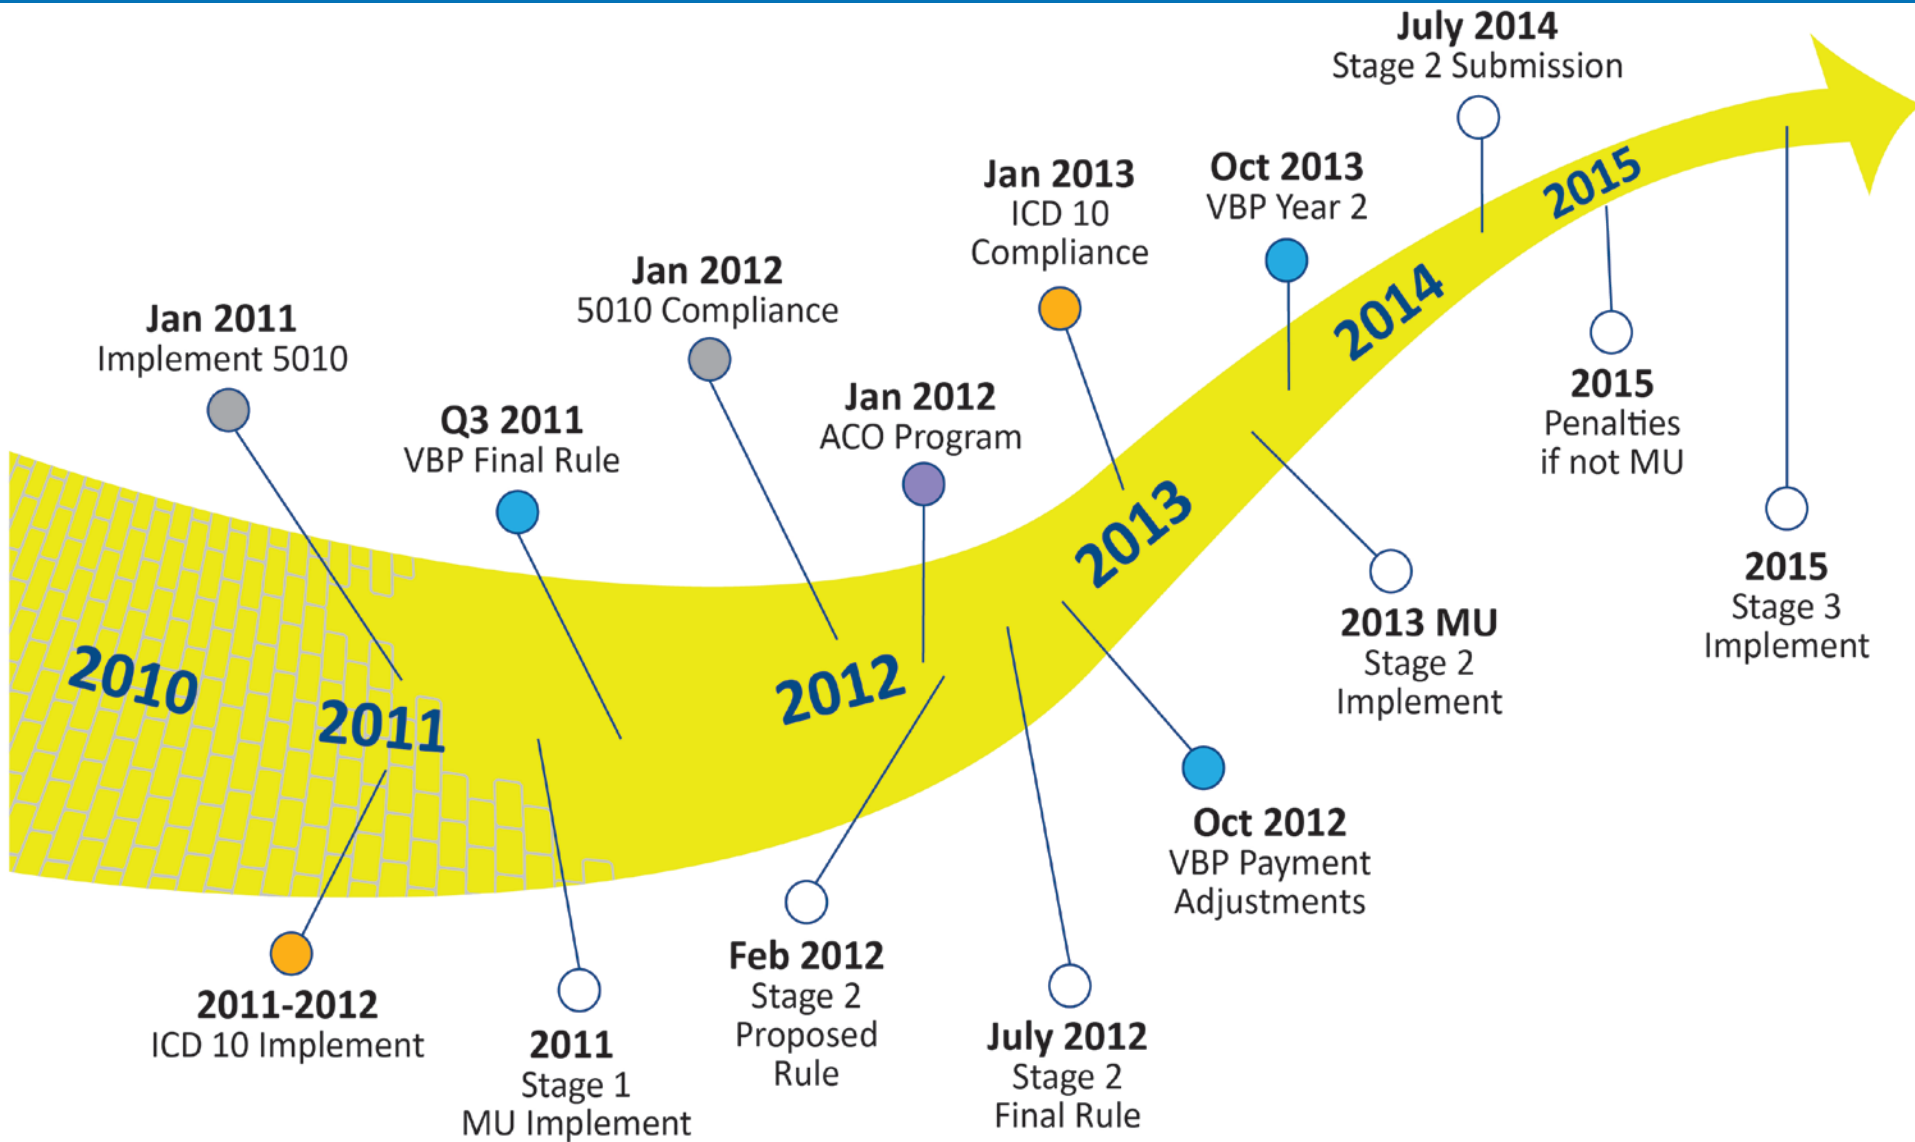 July 2014
Stage 2 Submission
Jan 2013
ICD 10
Compliance
Oct 2013
VBP Year 2
2015
Jan 2012
5010 Compliance
2014
Jan 2011
Implement 5010
Q3 2011
VBP Final Rule
Jan 2012
ACO Program
2015
Penalties
if not MU
2013
2015
Stage 3
Implement
2010
2011
2012
2013 MU
Stage 2
Implement
Oct 2012
VBP Payment
Adjustments
2011-2012
ICD 10 Implement
2011
Stage 1
MU Implement
Feb 2012
Stage 2
Proposed
Rule
July 2012
Stage 2
Final Rule